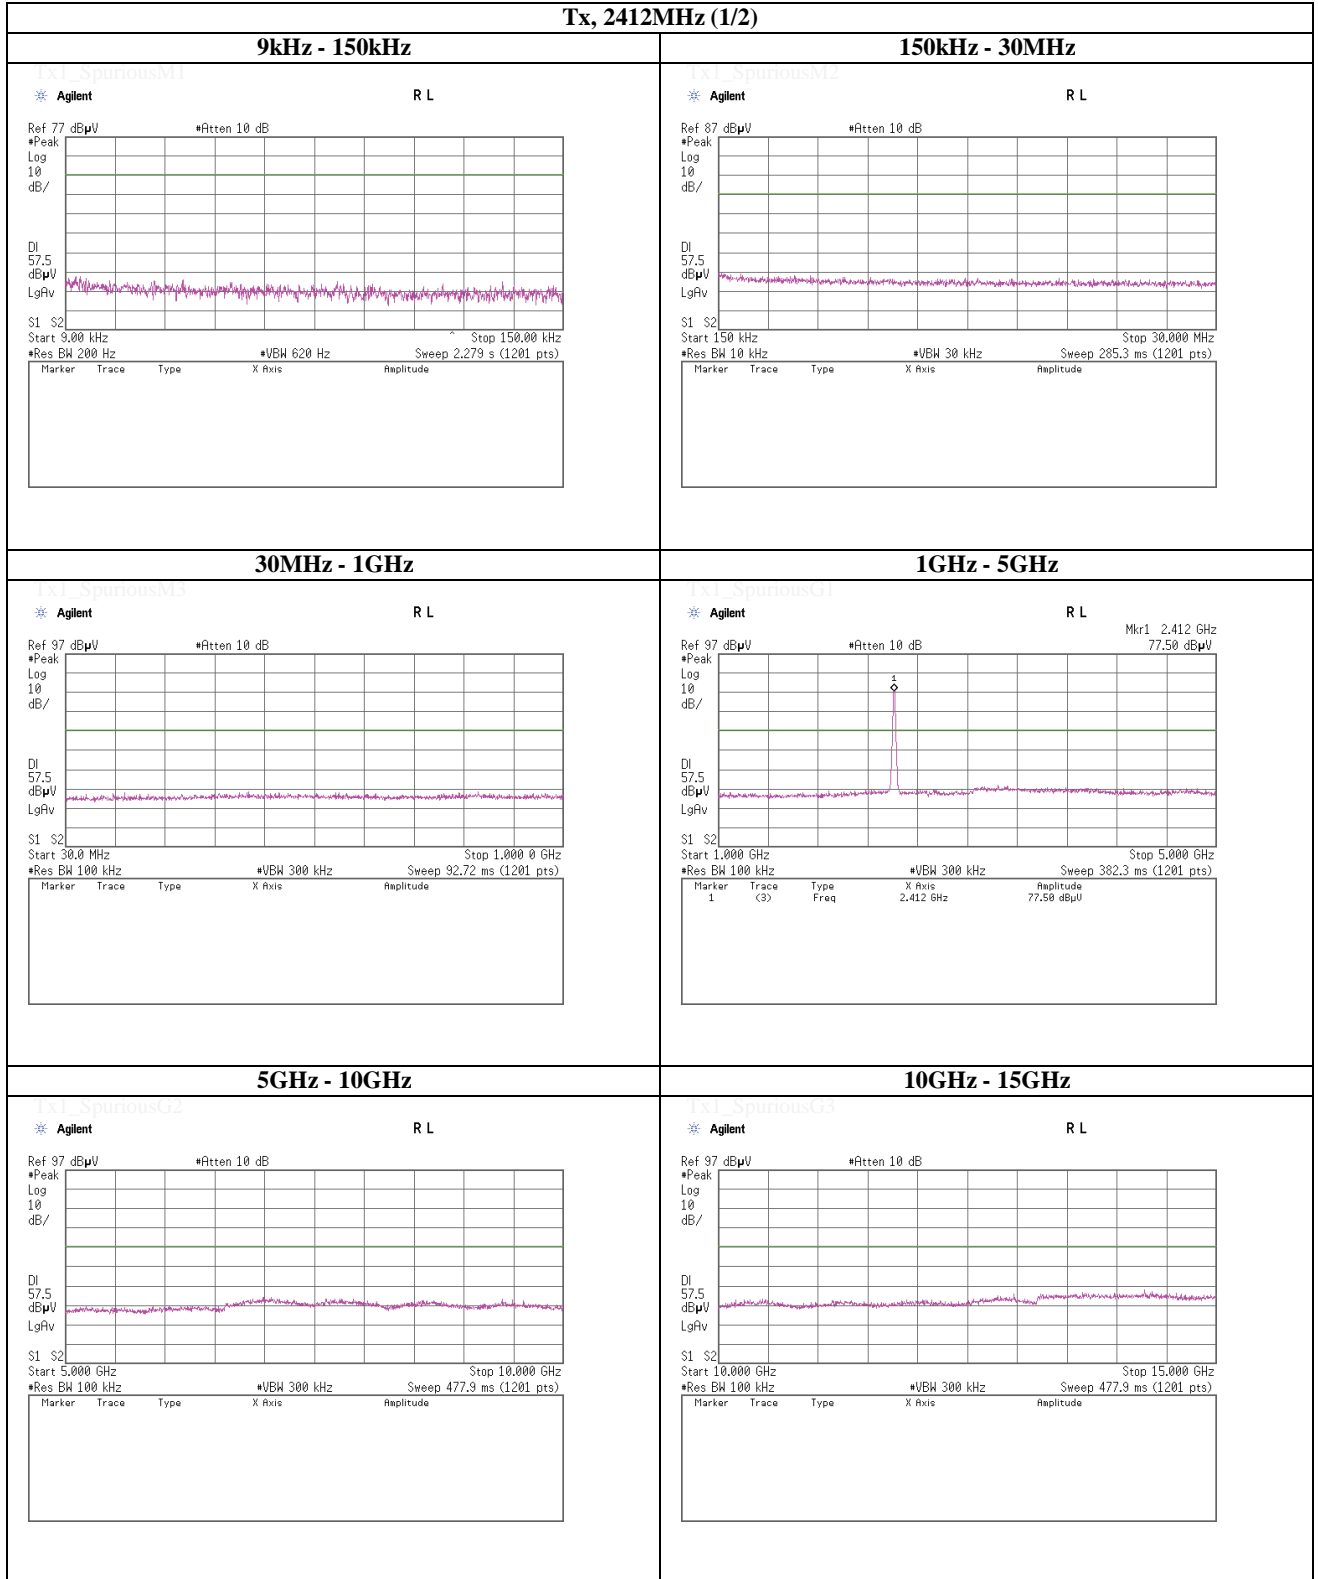 Tx, 2412MHz (1/2)
9kHz - 150kHz
Tx1_SpuriousM1
Agilent R L
Ref 77 dBµV #Atten 10 dB
#Peak
Log
10
dB/
DI
57.5
dBµV
LgAv
S1 S2
Start 9.00 kHz ^ Stop 150.00 kHz
#Res BW 200 Hz #VBW 620 Hz Sweep 2.279 s (1201 pts)
Marker Trace Type X Axis Amplitude
150kHz - 30MHz
Tx1_SpuriousM2
Agilent R L
Ref 87 dBµV #Atten 10 dB
#Peak
Log
10
dB/
DI
57.5
dBµV
LgAv
S1 S2
Start 150 kHz Stop 30.000 MHz
#Res BW 10 kHz #VBW 30 kHz Sweep 285.3 ms (1201 pts)
Marker Trace Type X Axis Amplitude
30MHz - 1GHz
Tx1_SpuriousM3
Agilent R L
Ref 97 dBµV #Atten 10 dB
#Peak
Log
10
dB/
DI
57.5
dBµV
LgAv
S1 S2
Start 30.0 MHz Stop 1.000 0 GHz
#Res BW 100 kHz #VBW 300 kHz Sweep 92.72 ms (1201 pts)
Marker Trace Type X Axis Amplitude
1GHz - 5GHz
Tx1_SpuriousG1
Agilent R L
Mkr1 2.412 GHz
Ref 97 dBµV #Atten 10 dB 77.50 dBµV
#Peak
Log
10
dB/
1
DI
57.5
dBµV
LgAv
S1 S2
Start 1.000 GHz Stop 5.000 GHz
#Res BW 100 kHz #VBW 300 kHz Sweep 382.3 ms (1201 pts)
Marker Trace Type X Axis Amplitude
1 (3) Freq 2.412 GHz 77.50 dBµV
5GHz - 10GHz
Tx1_SpuriousG2
Agilent R L
Ref 97 dBµV #Atten 10 dB
#Peak
Log
10
dB/
DI
57.5
dBµV
LgAv
S1 S2
Start 5.000 GHz Stop 10.000 GHz
#Res BW 100 kHz #VBW 300 kHz Sweep 477.9 ms (1201 pts)
Marker Trace Type X Axis Amplitude
10GHz - 15GHz
Tx1_SpuriousG3
Agilent R L
Ref 97 dBµV #Atten 10 dB
#Peak
Log
10
dB/
DI
57.5
dBµV
LgAv
S1 S2
Start 10.000 GHz Stop 15.000 GHz
#Res BW 100 kHz #VBW 300 kHz Sweep 477.9 ms (1201 pts)
Marker Trace Type X Axis Amplitude